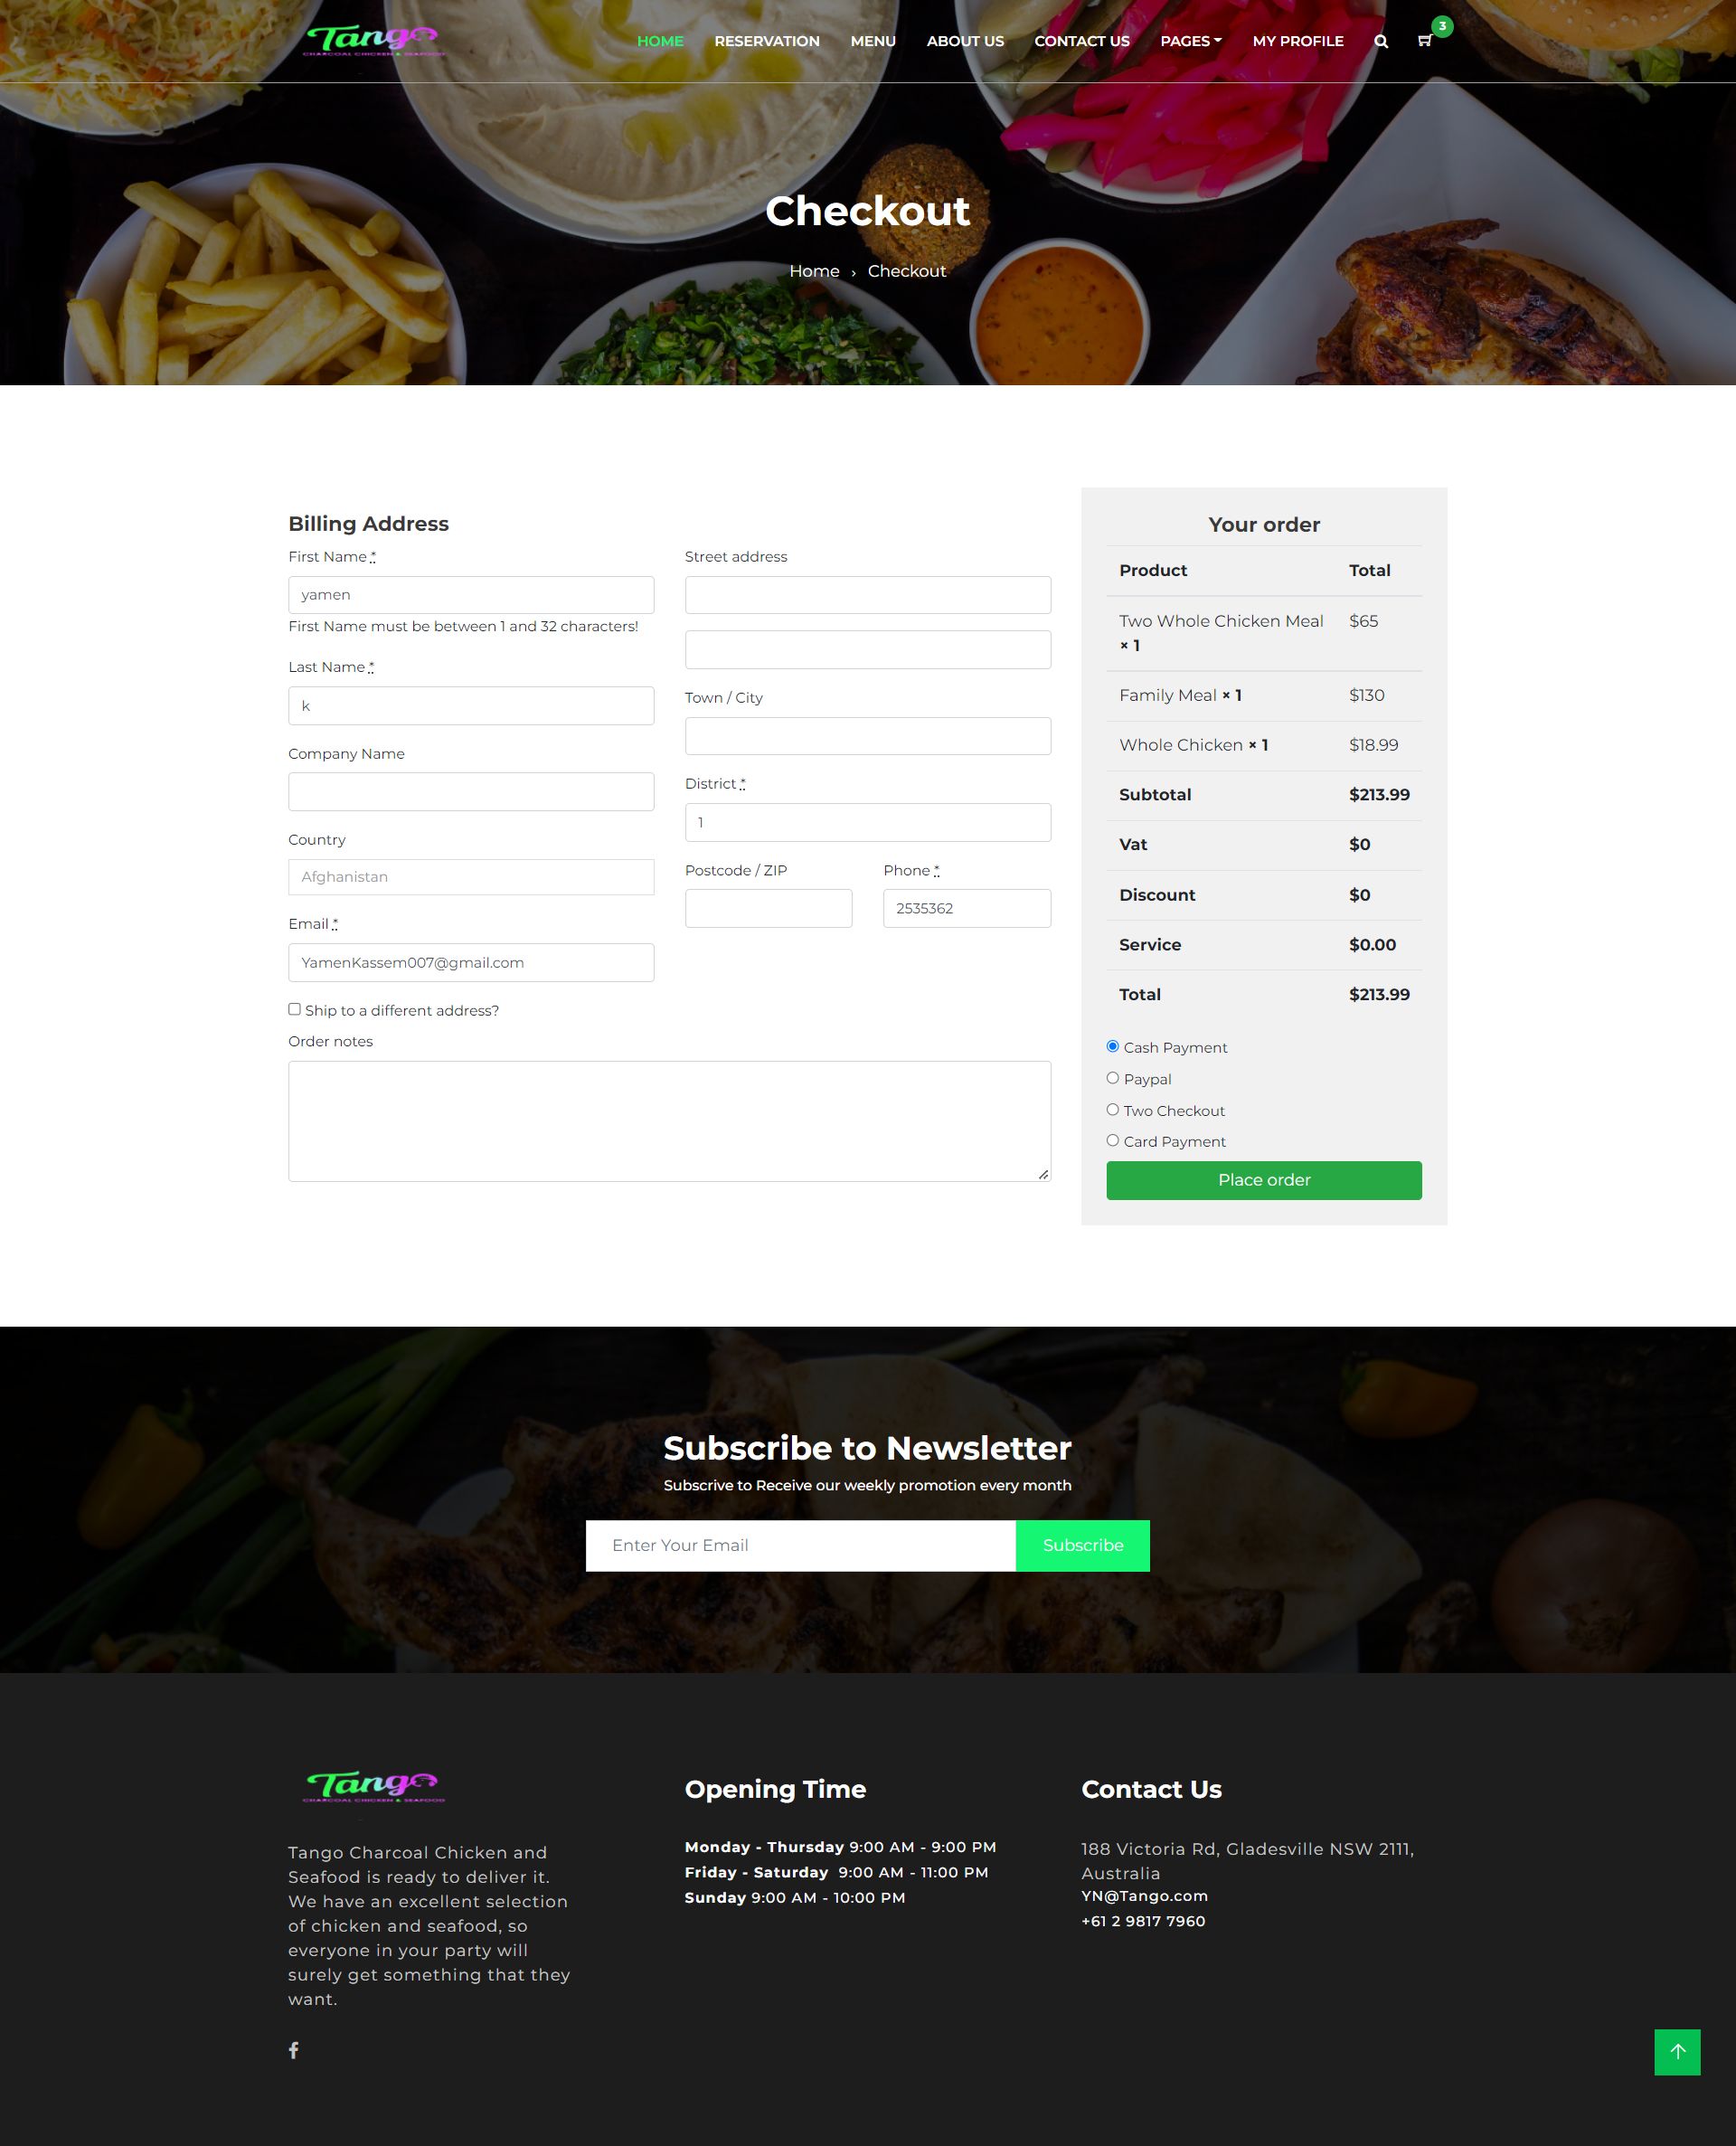 Tango
CHARCOAL CHICKEN & SEAFOOD
HOME RESERVATION MENU ABOUT US CONTACT US PAGES MY PROFILE 3
Checkout
Home › Checkout
Billing Address
First Name *
yamen
First Name must be between 1 and 32 characters!
Last Name *
k
Company Name
Country
Afghanistan
Email *
YamenKassem007@gmail.com
Street address
Town / City
District *
1
Postcode / ZIP Phone *
2535362
Ship to a different address?
Order notes
Your order
Product Total
Two Whole Chicken Meal $65
× 1
Family Meal × 1 $130
Whole Chicken × 1 $18.99
Subtotal $213.99
Vat $0
Discount $0
Service $0.00
Total $213.99
Cash Payment
Paypal
Two Checkout
Card Payment
Place order
Subscribe to Newsletter
Subscrive to Receive our weekly promotion every month
Enter Your Email Subscribe
Tango
CHARCOAL CHICKEN & SEAFOOD
Tango Charcoal Chicken and
Seafood is ready to deliver it.
We have an excellent selection
of chicken and seafood, so
everyone in your party will
surely get something that they
want.
Opening Time
Monday - Thursday 9:00 AM - 9:00 PM
Friday - Saturday 9:00 AM - 11:00 PM
Sunday 9:00 AM - 10:00 PM
Contact Us
188 Victoria Rd, Gladesville NSW 2111,
Australia
YN@Tango.com
+61 2 9817 7960